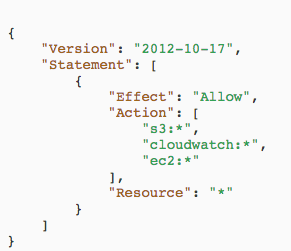 {
    "Version": "2012-10-17",
    "Statement": [
        {
            "Effect": "Allow",
            "Action": [
                "s3:*",
                "cloudwatch:*",
                "ec2:*"
            ],
            "Resource": "*"
        }
    ]
}